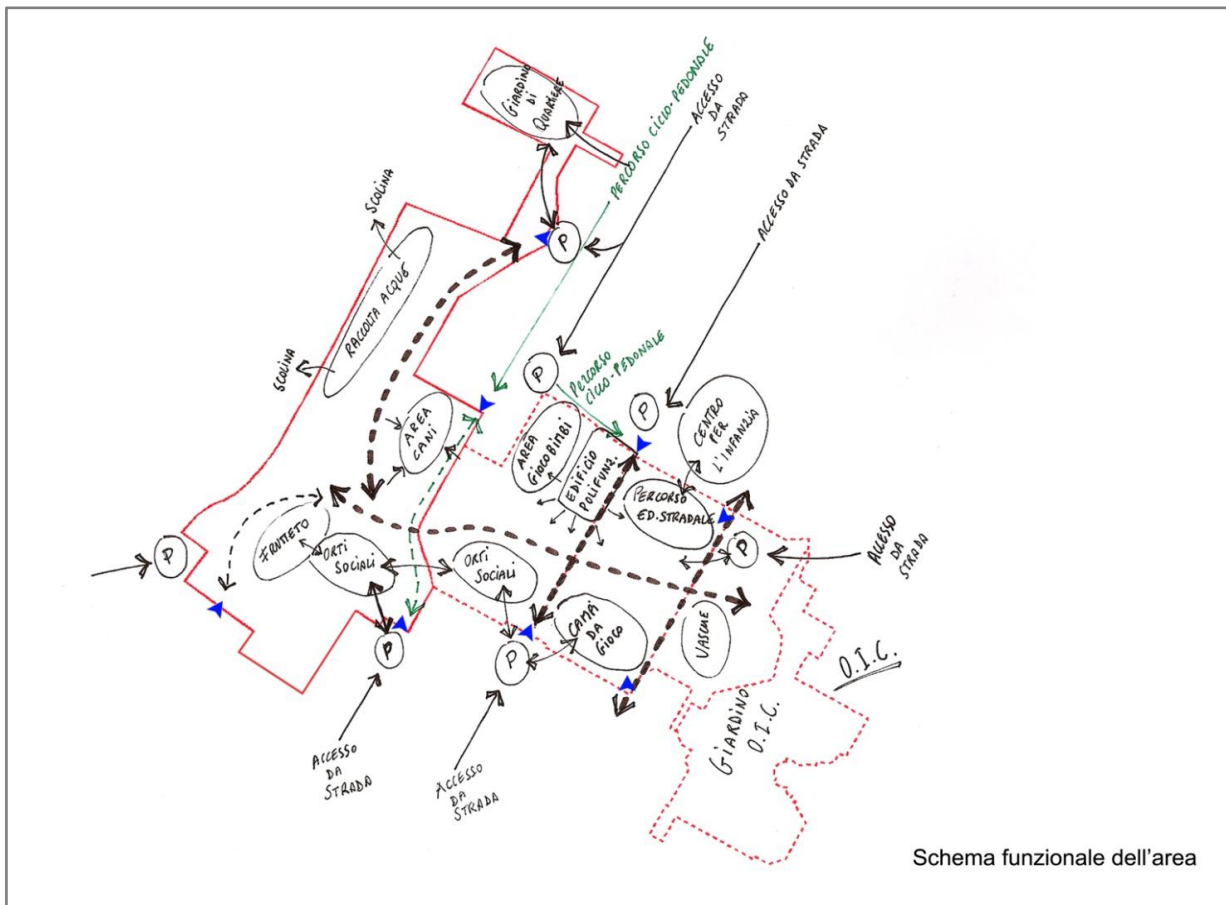 GIARDINO
DI
QUARTIERE
PERCORSO CICLO-PEDONALE
ACCESSO
DA
STRADA
ACCESSO DA STRADA
SCOLINA
P
RACCOLTA ACQUE
SCOLINA
P
PERCORSO
CICLO-PEDONALE
P
AREA
CANI
AREA
GIOCO BIMBI
EDIFICIO
POLIFUNZ.
CENTRO
PER
L'INFANZIA
PERCORSO
ED. STRADALE
P
ACCESSO
DA
STRADA
P
FRUTTETO
ORTI
SOCIALI
ORTI
SOCIALI
CAMPI
DA
GIOCO
VASCHE
P
P
GIARDINO
O.I.C.
O.I.C.
ACCESSO
DA
STRADA
ACCESSO
DA
STRADA
Schema funzionale dell'area